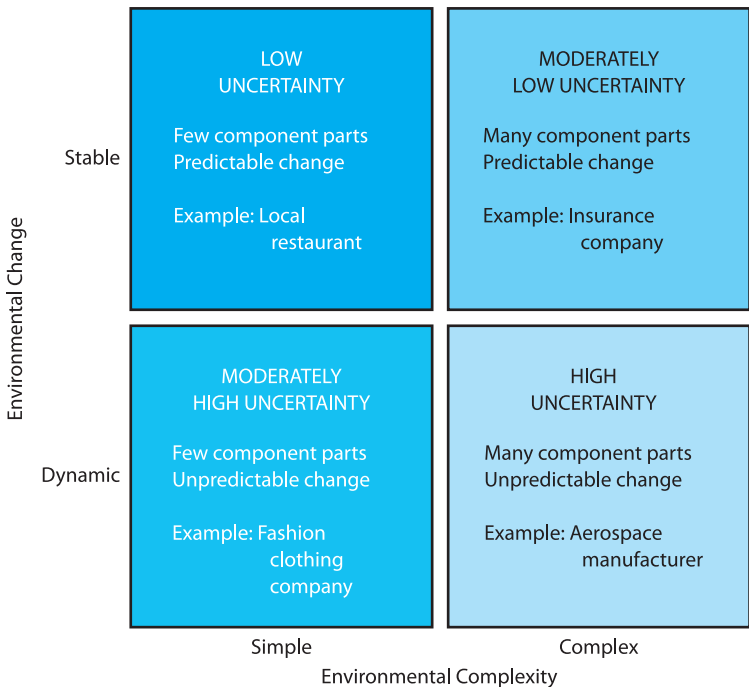 LOW
UNCERTAINTY
Few component parts
Predictable change
Example: Local
restaurant
MODERATELY
LOW UNCERTAINTY
Many component parts
Predictable change
Example: Insurance
company
Stable
Environmental Change
MODERATELY
HIGH UNCERTAINTY
Few component parts
Unpredictable change
Example: Fashion
clothing
company
HIGH
UNCERTAINTY
Many component parts
Unpredictable change
Example: Aerospace
manufacturer
Dynamic
Simple
Complex
Environmental Complexity